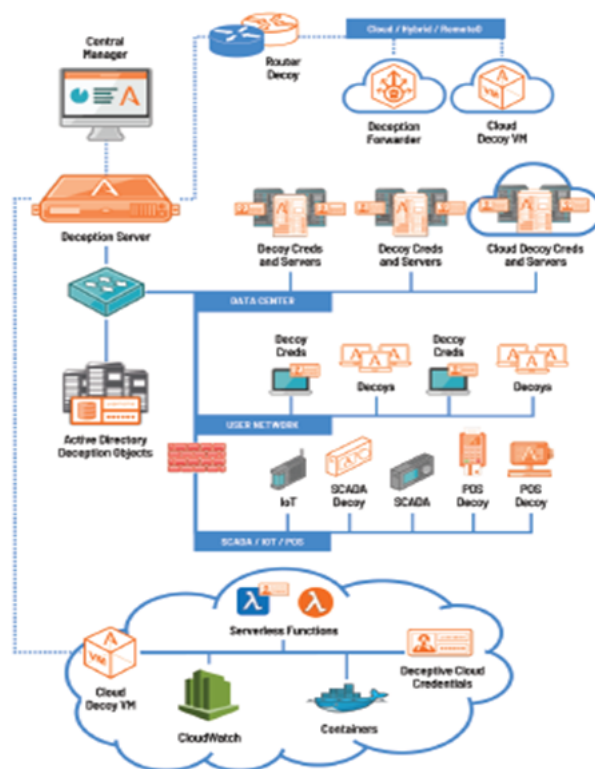 Central
Manager
Router
Decoy
Cloud / Hybrid / Remote
Deception
Forwarder
Cloud
Decoy VM
VM
Deception Server
Decoy Creds
and Servers
Decoy Creds
and Servers
Cloud Decoy Creds
and Servers
DATA CENTER
Active Directory
Deception Objects
Decoy
Creds
Decoys
Decoy
Creds
Decoys
USER NETWORK
IoT
SCADA
Decoy
SCADA
POS
Decoy
POS
Decoy
SCADA / IOT / POS
Serverless Functions
VM
Cloud
Decoy VM
CloudWatch
Containers
Deceptive Cloud
Credentials